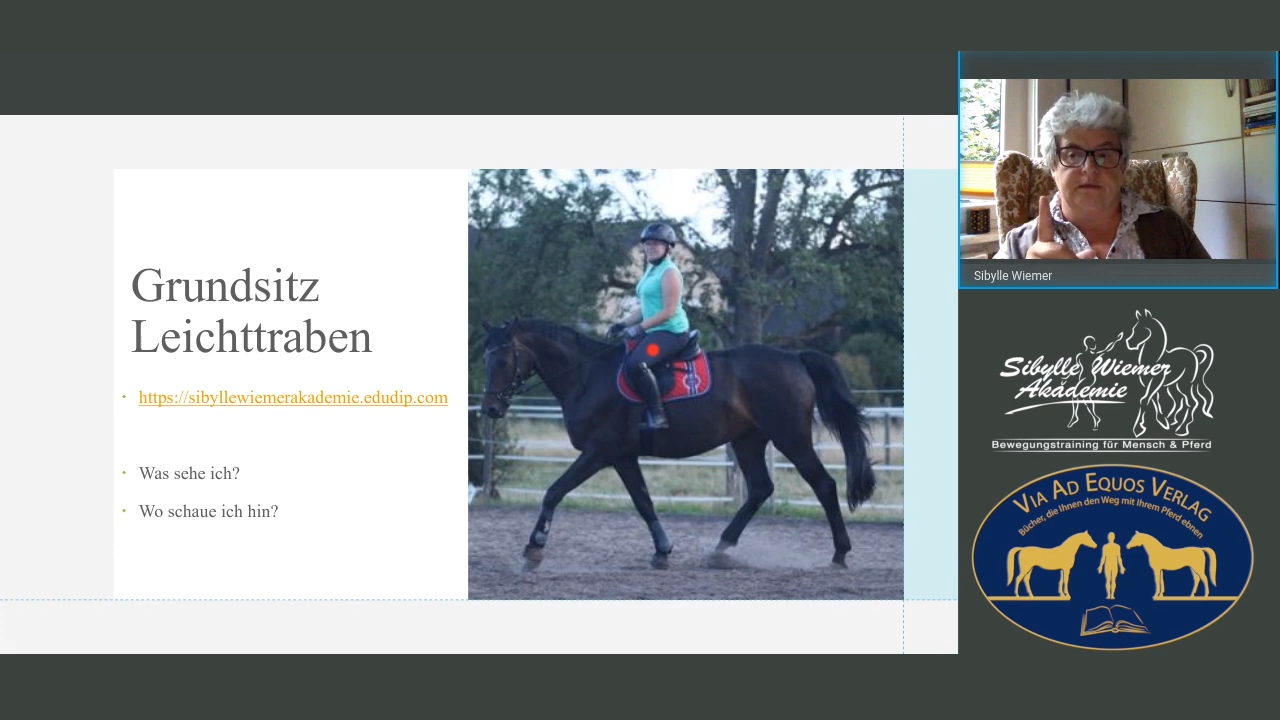 Grundsitz
Leichttraben
https://sibyllewiemerakademie.edudip.com
Was sehe ich?
Wo schaue ich hin?
Sibylle Wiemer
Sibylle Wiemer
Akademie
Bewegungstraining für Mensch & Pferd
Via Ad Equos Verlag
Bücher, die Ihnen den Weg mit Ihrem Pferd ebnen